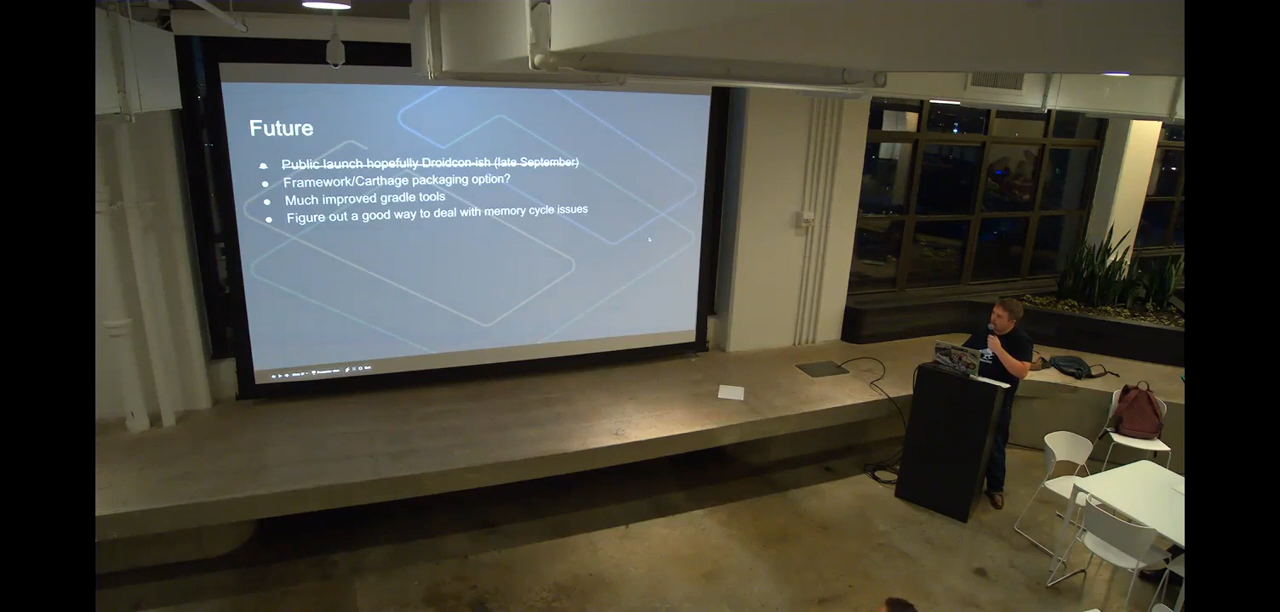 Future
Public launch hopefully Droidcon-ish (late September)
Framework/Carthage packaging option?
Much improved gradle tools
Figure out a good way to deal with memory cycle issues